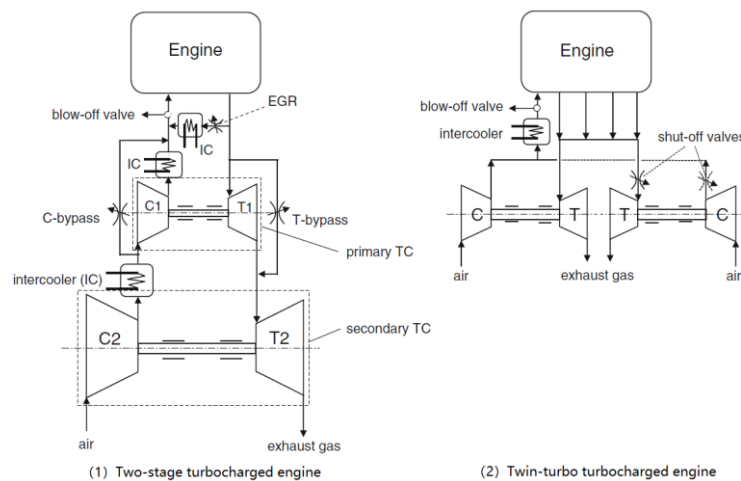 Engine
EGR
blow-off valve
IC
IC
C1
T1
C-bypass
T-bypass
primary TC
intercooler (IC)
C2
T2
secondary TC
air
exhaust gas
(1) Two-stage turbocharged engine
Engine
blow-off valve
intercooler
shut-off valves
C
T
T
C
air
exhaust gas
air
(2) Twin-turbo turbocharged engine